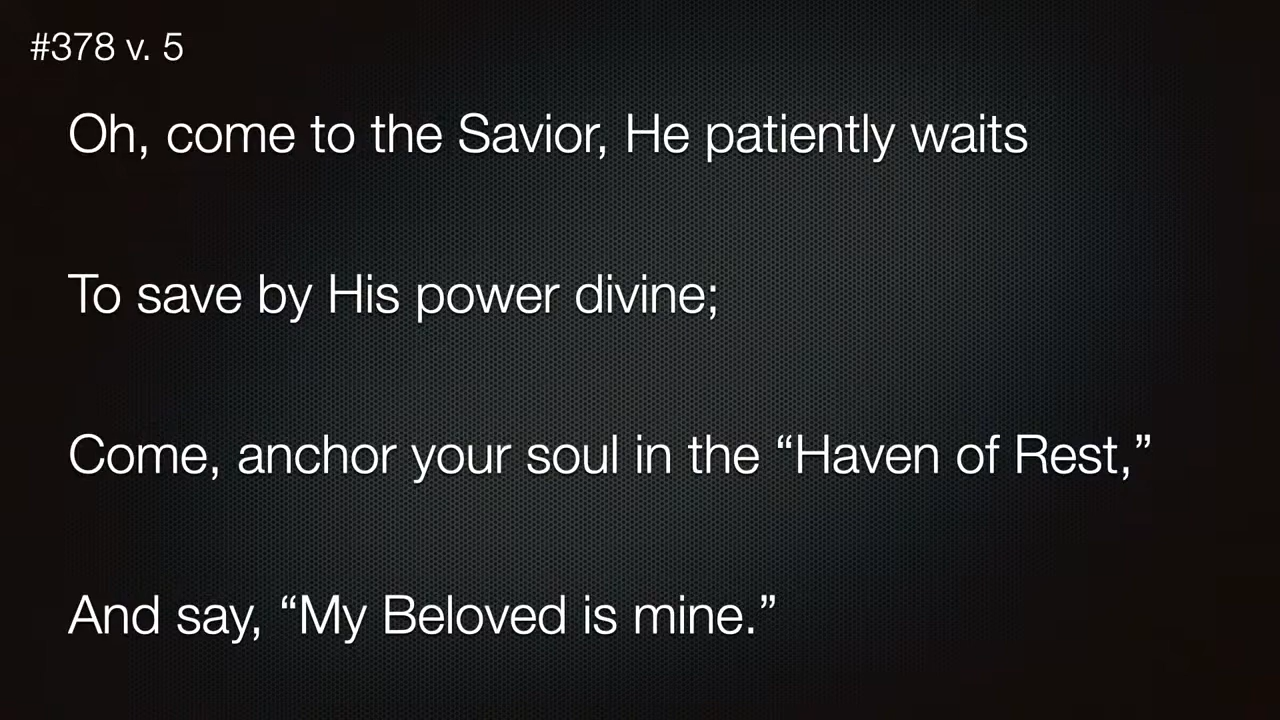 #378 v. 5
Oh, come to the Savior, He patiently waits
To save by His power divine;
Come, anchor your soul in the “Haven of Rest,”
And say, “My Beloved is mine.”